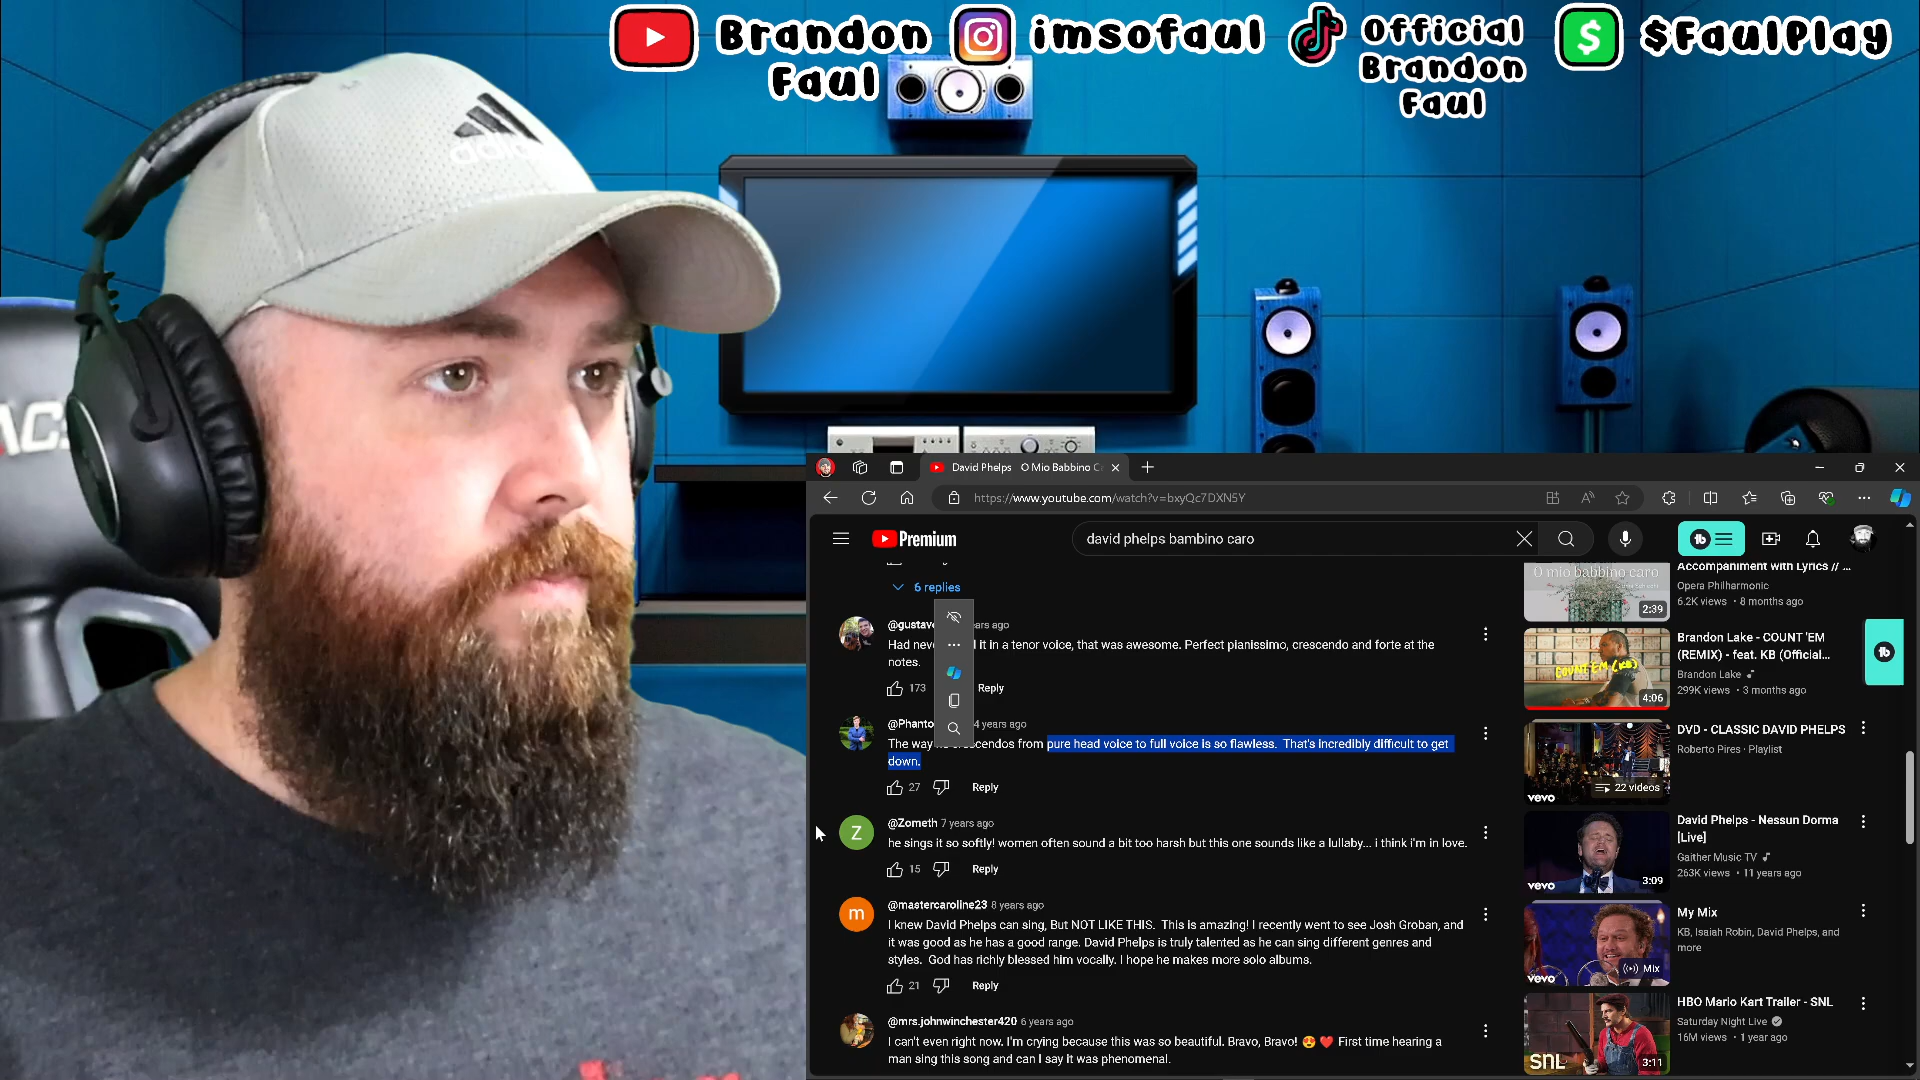 Brandon
Faul
imsofaul
Official
Brandon
Faul
$FaulPlay
adidas
David Phelps O Mio Babbino C
https://www.youtube.com/watch?v=bxyQc7DXN5Y
Premium
david phelps bambino caro
6 replies
@gustav
ears ago
Had nev
it in a tenor voice, that was awesome. Perfect pianissimo, crescendo and forte at the
notes.
173
Reply
@Phanto
4 years ago
The way
crescendos from pure head voice to full voice is so flawless. That's incredibly difficult to get
down.
27
Reply
Z
@Zometh 7 years ago
he sings it so softly! women often sound a bit too harsh but this one sounds like a lullaby... i think i'm in love.
15
Reply
m
@mastercaroline23 8 years ago
I knew David Phelps can sing, But NOT LIKE THIS. This is amazing! I recently went to see Josh Groban, and
it was good as he has a good range. David Phelps is truly talented as he can sing different genres and
styles. God has richly blessed him vocally. I hope he makes more solo albums.
21
Reply
@mrs.johnwinchester420 6 years ago
I can't even right now. I'm crying because this was so beautiful. Bravo, Bravo! 😍 ❤️ First time hearing a
man sing this song and can I say it was phenomenal.
O mio babbino caro
2:39
Accompaniment with Lyrics // ...
Opera Philharmonic
6.2K views • 8 months ago
COUNT 'EM (KB)
4:06
Brandon Lake - COUNT 'EM
(REMIX) - feat. KB (Official...
Brandon Lake
299K views • 3 months ago
vevo
22 videos
DVD - CLASSIC DAVID PHELPS
Roberto Pires • Playlist
vevo
3:09
David Phelps - Nessun Dorma
[Live]
Gaither Music TV
263K views • 11 years ago
vevo
Mix
My Mix
KB, Isaiah Robin, David Phelps, and
more
SNL
3:11
HBO Mario Kart Trailer - SNL
Saturday Night Live
16M views • 1 year ago